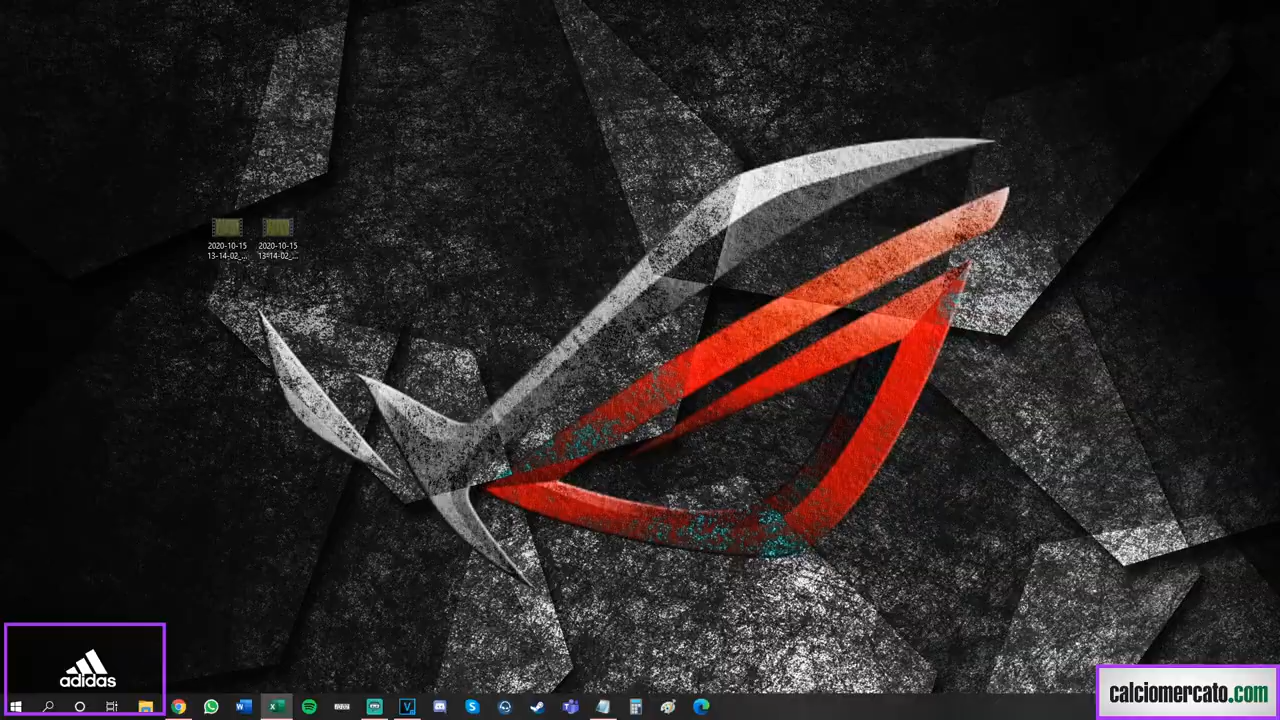 2020-10-15
13-14-02_...
2020-10-15
13-14-02_...
adidas
calciomercato.com